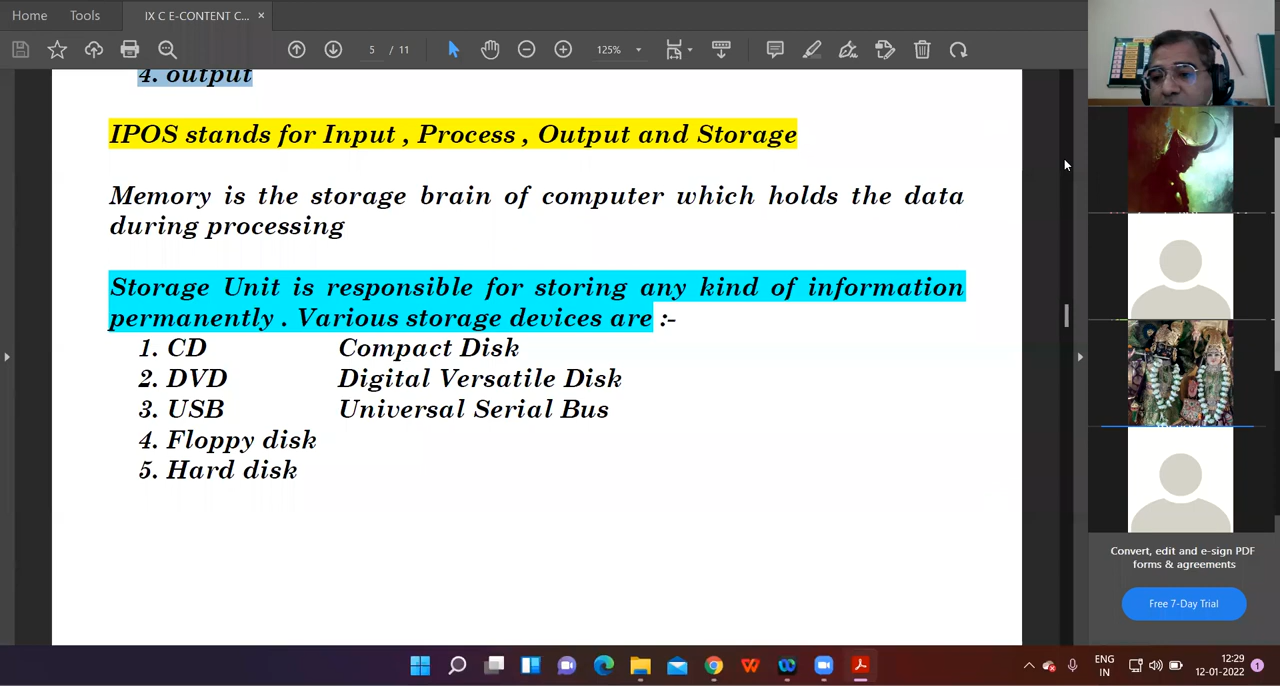 Home Tools IX C E-CONTENT C... ×
5 / 11 125%
4. output
IPOS stands for Input , Process , Output and Storage
Memory is the storage brain of computer which holds the data
during processing
Storage Unit is responsible for storing any kind of information
permanently . Various storage devices are :-
1. CD Compact Disk
2. DVD Digital Versatile Disk
3. USB Universal Serial Bus
4. Floppy disk
5. Hard disk
Convert, edit and e-sign PDF
forms & agreements
Free 7-Day Trial
ENG 12:29
IN 12-01-2022 1